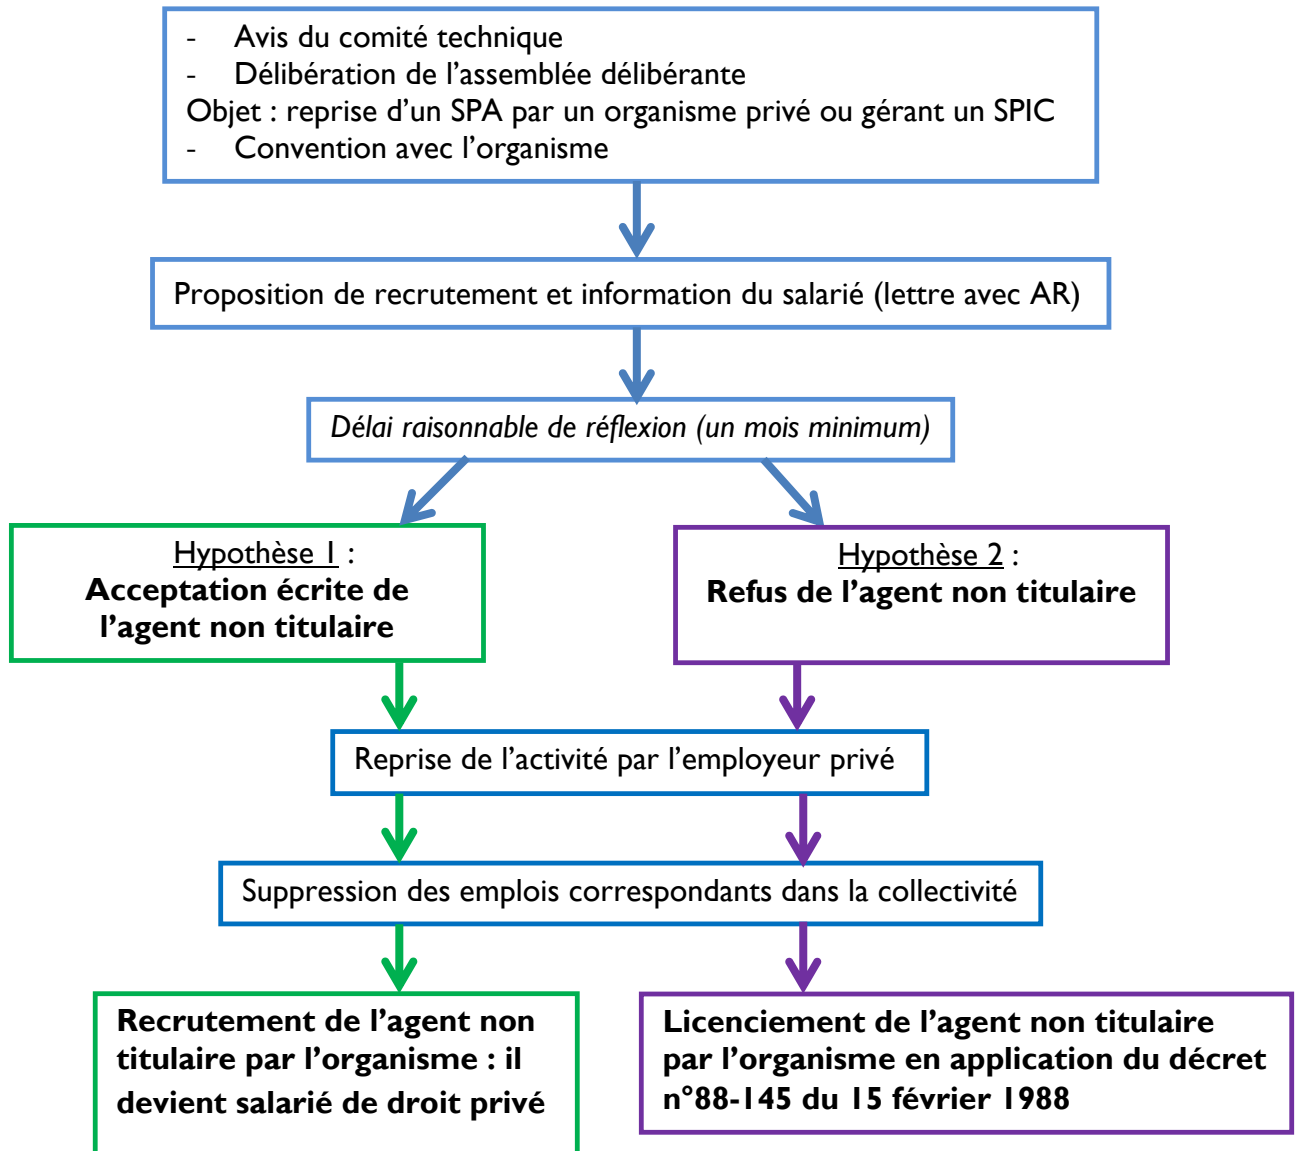 - Avis du comité technique
- Délibération de l’assemblée délibérante
Objet : reprise d’un SPA par un organisme privé ou gérant un SPIC
- Convention avec l’organisme
Proposition de recrutement et information du salarié (lettre avec AR)
Délai raisonnable de réflexion (un mois minimum)
Hypothèse 1 :
Acceptation écrite de
l’agent non titulaire
Hypothèse 2 :
Refus de l’agent non titulaire
Reprise de l’activité par l’employeur privé
Suppression des emplois correspondants dans la collectivité
Recrutement de l’agent non
titulaire par l’organisme : il
devient salarié de droit privé
Licenciement de l’agent non titulaire
par l’organisme en application du décret
n°88-145 du 15 février 1988